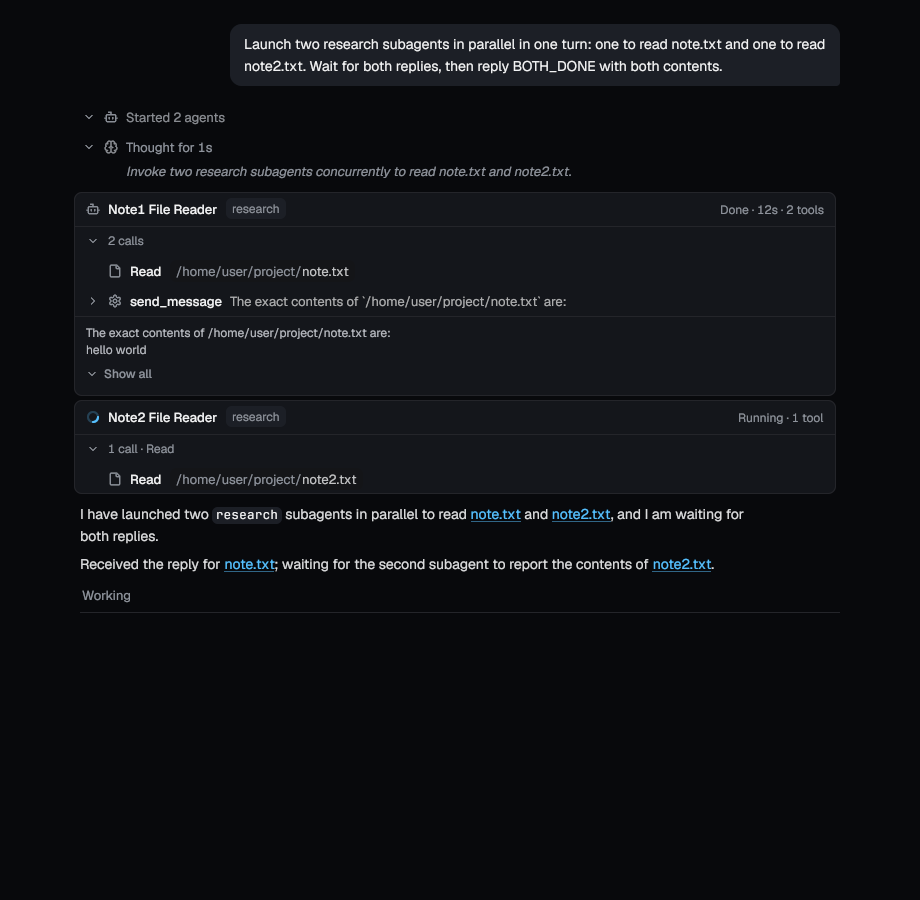 Launch two research subagents in parallel in one turn: one to read note.txt and one to read
note2.txt. Wait for both replies, then reply BOTH_DONE with both contents.
Started 2 agents
Thought for 1s
Invoke two research subagents concurrently to read note.txt and note2.txt.
Note1 File Reader research Done · 12s · 2 tools
2 calls
Read /home/user/project/note.txt
send_message The exact contents of `/home/user/project/note.txt` are:
The exact contents of /home/user/project/note.txt are:
hello world
Show all
Note2 File Reader research Running · 1 tool
1 call · Read
Read /home/user/project/note2.txt
I have launched two research subagents in parallel to read note.txt and note2.txt, and I am waiting for
both replies.
Received the reply for note.txt; waiting for the second subagent to report the contents of note2.txt.
Working